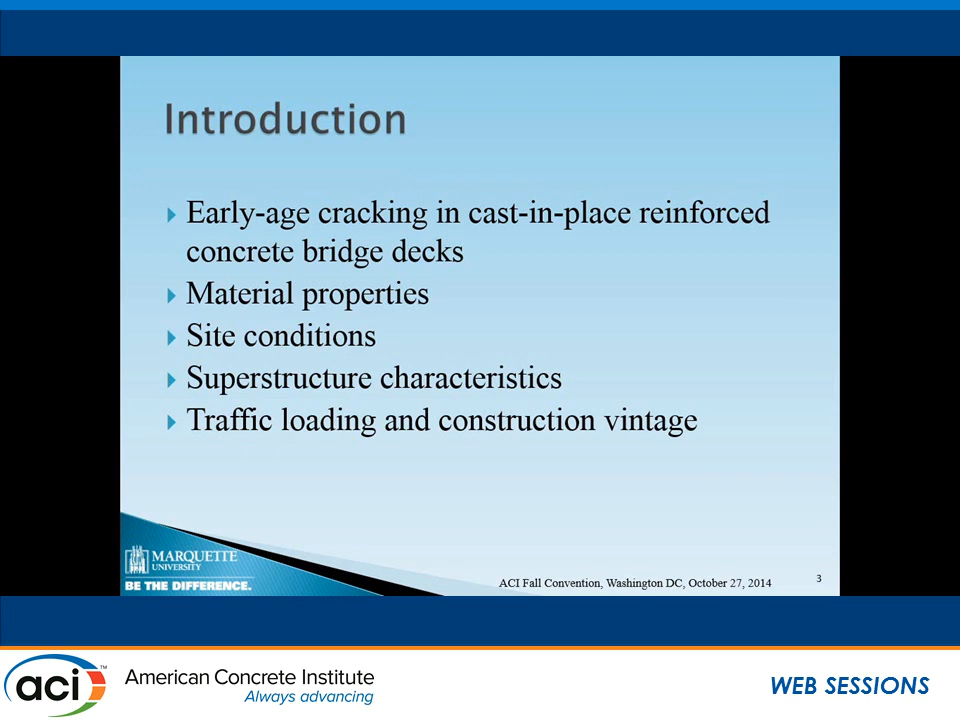 Introduction
Early-age cracking in cast-in-place reinforced
concrete bridge decks
Material properties
Site conditions
Superstructure characteristics
Traffic loading and construction vintage
MARQUETTE
UNIVERSITY
BE THE DIFFERENCE.
ACI Fall Convention, Washington DC, October 27, 2014
3
aci™
American Concrete Institute
Always advancing
WEB SESSIONS